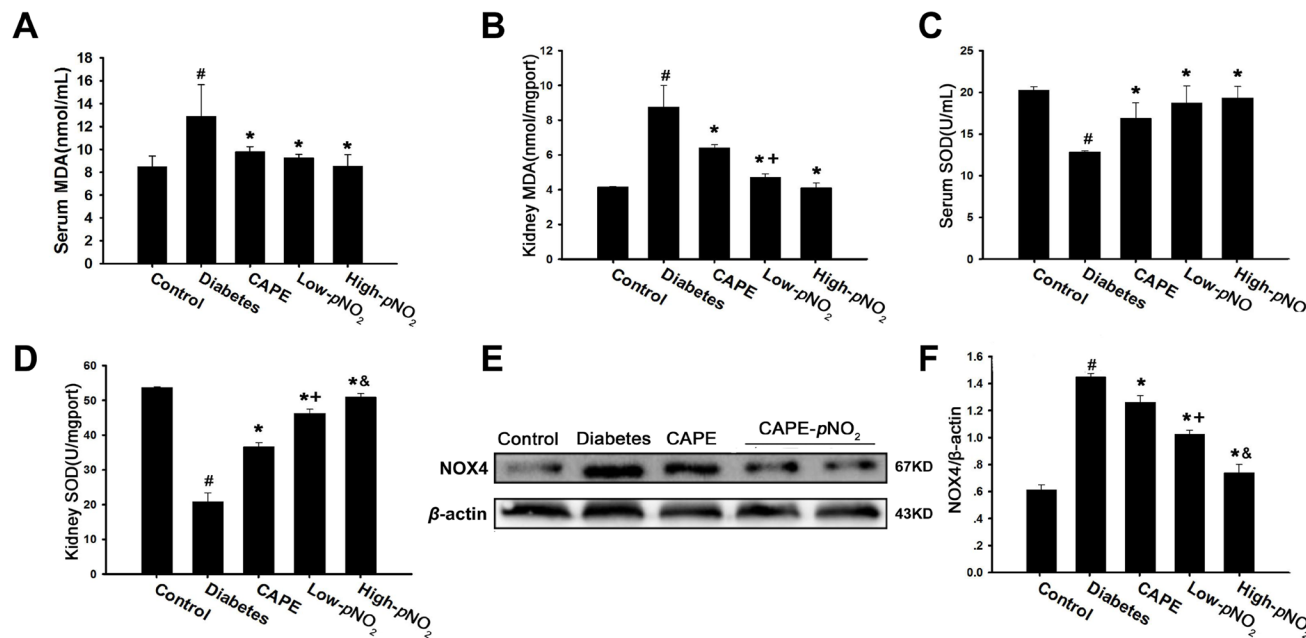 A
Serum MDA(nmol/mL)
18
16
14
12
10
8
6
4
2
0
#
*
*
*
Control
Diabetes
CAPE
Low-pNO2
High-pNO2
B
Kidney MDA(nmol/mgport)
12
10
8
6
4
2
0
#
*
*+
*
Control
Diabetes
CAPE
Low-pNO2
High-pNO2
C
Serum SOD(U/mL)
25
20
15
10
5
0
#
*
*
*
Control
Diabetes
CAPE
Low-pNO
High-pNO
D
Kidney SOD(U/mgport)
60
50
40
30
20
10
0
#
*
*+
*&
Control
Diabetes
CAPE
Low-pNO2
High-pNO2
E
Control Diabetes CAPE CAPE-pNO2
NOX4 67KD
β-actin 43KD
F
NOX4/β-actin
1.6
1.4
1.2
1.0
.8
.6
.4
.2
0.0
#
*
*+
*&
Control
Diabetes
CAPE
Low-pNO2
High-pNO2